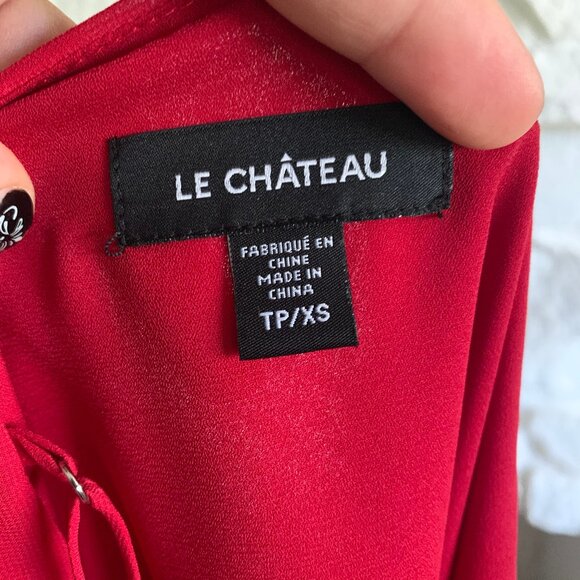 LE CHÂTEAU
FABRIQUÉ EN
CHINE
MADE IN
CHINA
TP/XS